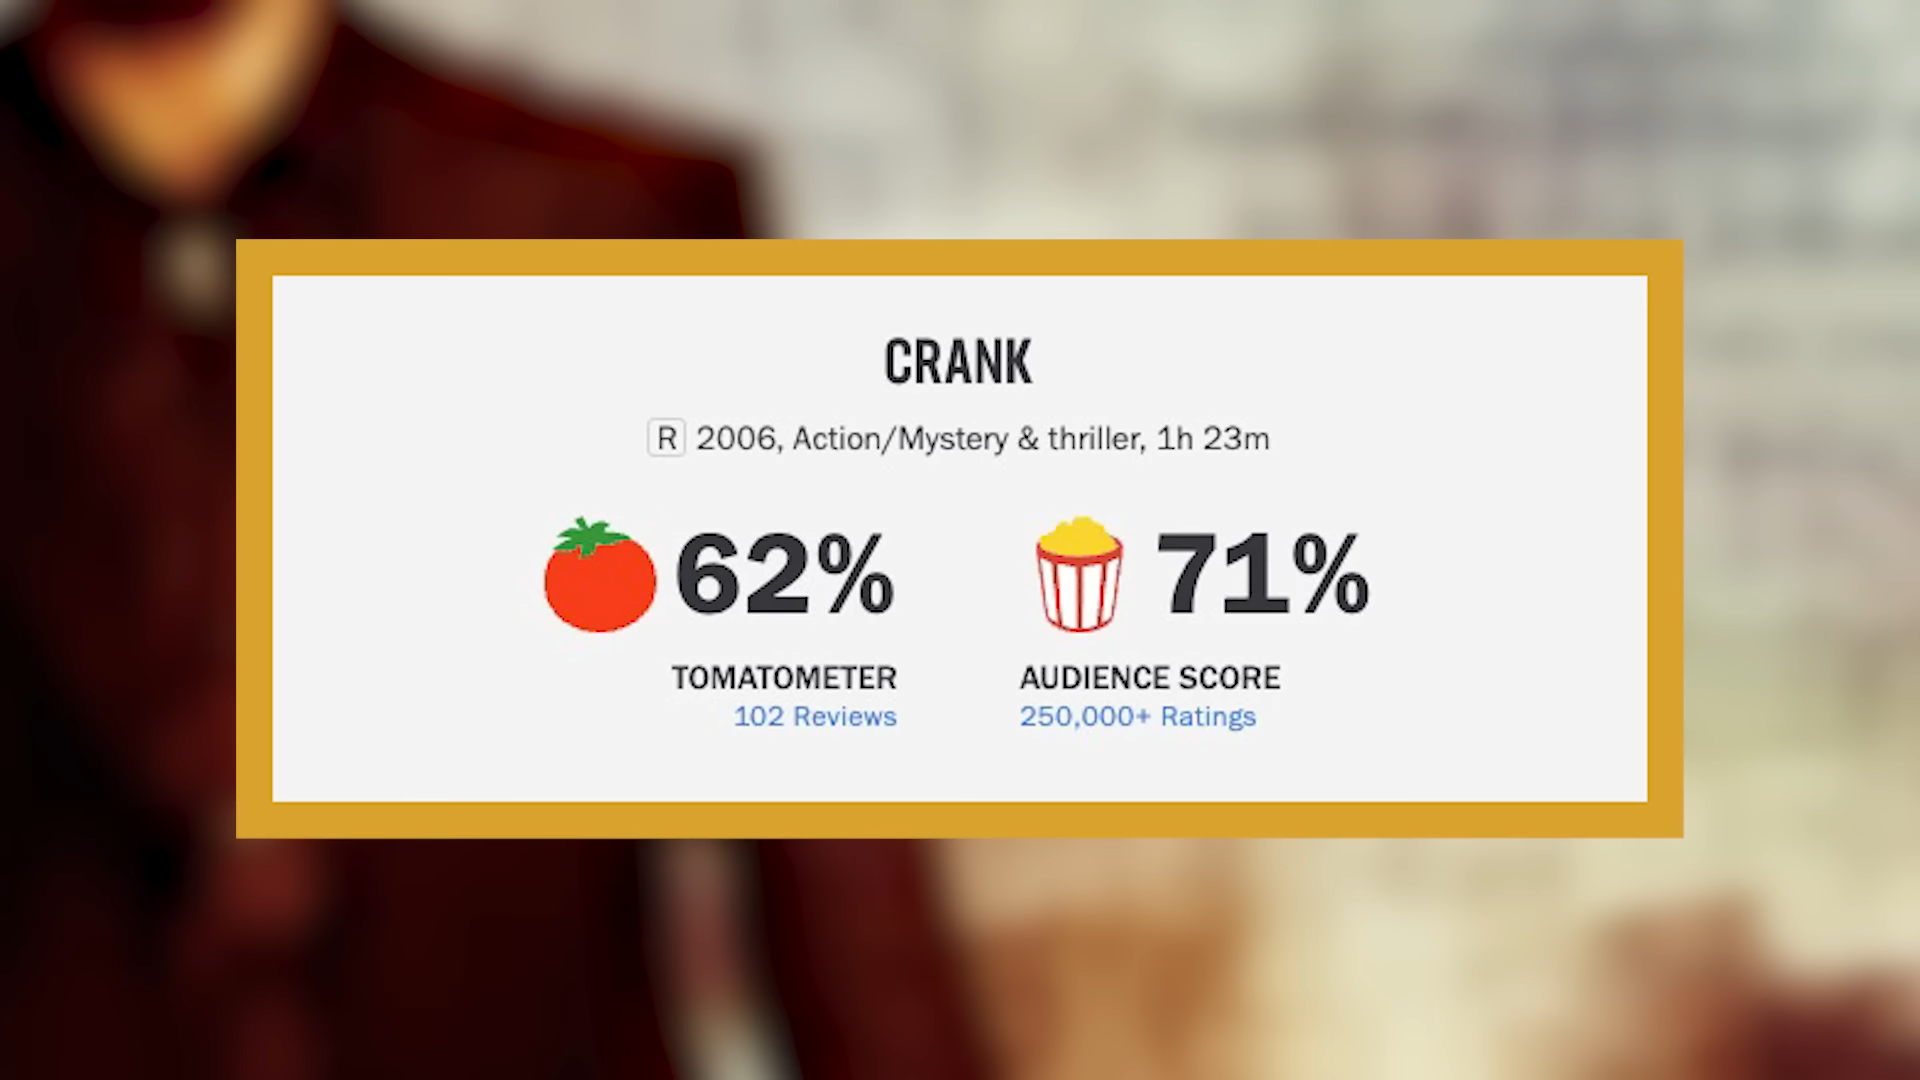 CRANK
R 2006, Action/Mystery & thriller, 1h 23m
62% 71%
TOMATOMETER AUDIENCE SCORE
102 Reviews 250,000+ Ratings